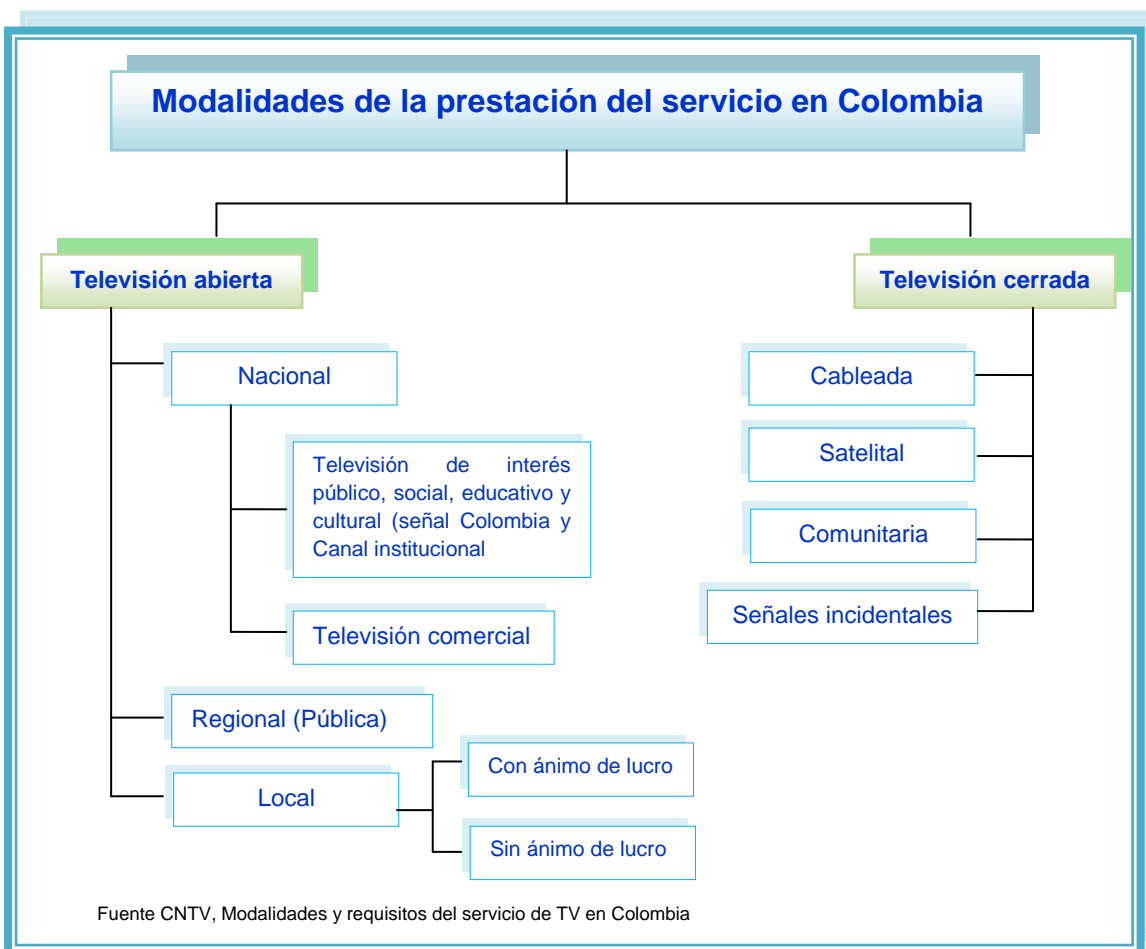 Modalidades de la prestación del servicio en Colombia
Televisión abierta
Nacional
Televisión de interés
público, social, educativo y
cultural (señal Colombia y
Canal institucional
Televisión comercial
Regional (Pública)
Local
Con ánimo de lucro
Sin ánimo de lucro
Televisión cerrada
Cableada
Satelital
Comunitaria
Señales incidentales
Fuente CNTV, Modalidades y requisitos del servicio de TV en Colombia